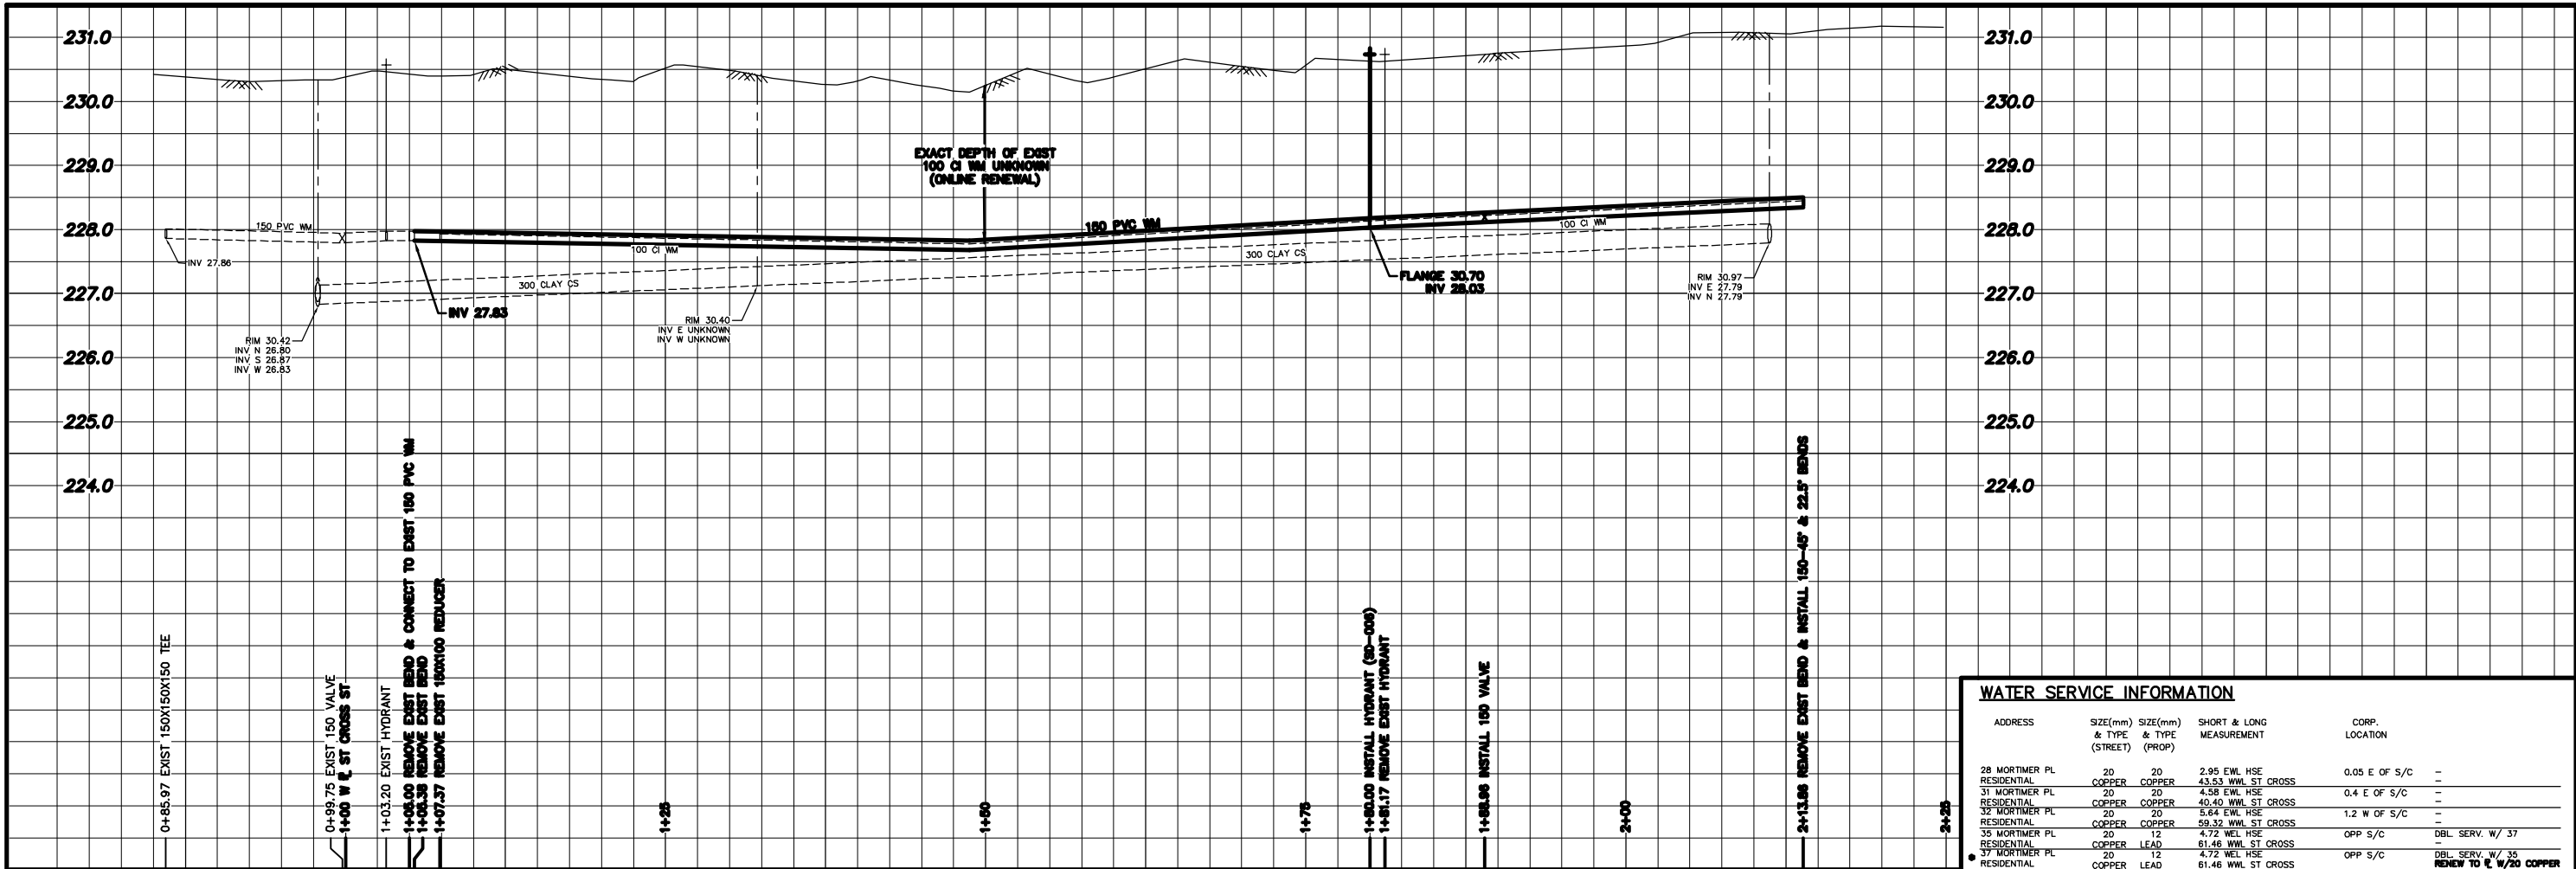 231.0
231.0
230.0
230.0
229.0
229.0
228.0
228.0
227.0
227.0
226.0
226.0
225.0
225.0
224.0
224.0
EXACT DEPTH OF EXIST
100 CI WM UNKNOWN
(ONLINE RENEWAL)
150 PVC WM
INV 27.86
100 CI WM
150 PVC WM
100 CI WM
300 CLAY CS
300 CLAY CS
INV 27.83
RIM 30.42
INV N 26.80
INV S 26.87
INV W 26.83
RIM 30.40
INV E UNKNOWN
INV W UNKNOWN
FLANGE 30.70
INV 28.03
RIM 30.97
INV E 27.79
INV N 27.79
0+85.97 EXIST 150X150X150 TEE
0+99.75 EXIST 150 VALVE
1+00 W ℄ ST CROSS ST
1+03.20 EXIST HYDRANT
1+05.00 REMOVE EXIST BEND & CONNECT TO EXIST 150 PVC WM
REMOVE EXIST BEND
1+07.37 REMOVE EXIST 150X100 REDUCER
1+25
1+50
1+75
1+80.00 INSTALL HYDRANT (SD-006)
1+81.17 REMOVE EXIST HYDRANT
1+88.96 INSTALL 150 VALVE
2+00
2+13.86 REMOVE EXIST BEND & INSTALL 150-45° & 22.5° BENDS
2+25
WATER SERVICE INFORMATION
ADDRESS SIZE(mm) SIZE(mm) SHORT & LONG CORP.
& TYPE & TYPE MEASUREMENT LOCATION
(STREET) (PROP)
28 MORTIMER PL 20 20 2.95 EWL HSE 0.05 E OF S/C -
RESIDENTIAL COPPER COPPER 43.53 WWL ST CROSS -
31 MORTIMER PL 20 20 4.58 EWL HSE 0.4 E OF S/C -
RESIDENTIAL COPPER COPPER 40.40 WWL ST CROSS -
32 MORTIMER PL 20 20 5.64 EWL HSE 1.2 W OF S/C -
RESIDENTIAL COPPER COPPER 59.32 WWL ST CROSS -
35 MORTIMER PL 20 12 4.72 WEL HSE OPP S/C DBL. SERV. W/ 37
RESIDENTIAL COPPER LEAD 61.46 WWL ST CROSS -
37 MORTIMER PL 20 12 4.72 WEL HSE OPP S/C DBL. SERV. W/ 35
RESIDENTIAL COPPER LEAD 61.46 WWL ST CROSS RENEW TO ℄ W/20 COPPER